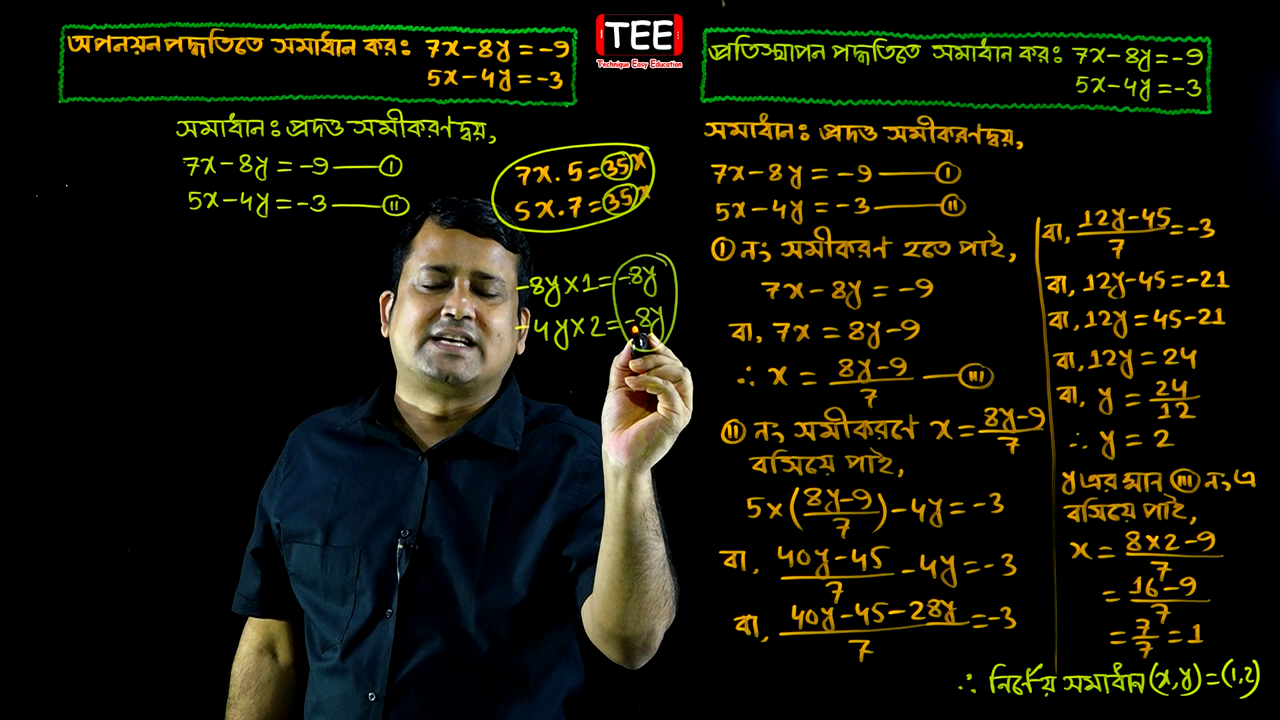 TEE
Technique Easy Education
অপনয়ন পদ্ধতিতে সমাধান কর: 7x-8y=-9
5x-4y=-3
সমাধান: প্রদত্ত সমীকরণদ্বয়,
7x-8y=-9 — (I)
5x-4y=-3 — (II)
7x.5=35x
5x.7=35x
-8y×1=-8y
-4y×2=-8y
প্রতিস্থাপন পদ্ধতিতে সমাধান কর: 7x-8y=-9
5x-4y=-3
সমাধান: প্রদত্ত সমীকরণদ্বয়,
7x-8y=-9 — (I)
5x-4y=-3 — (II)
(I) নং সমীকরণ হতে পাই,
7x-8y=-9
বা, 7x=8y-9
∴ x=(8y-9)/7 — (III)
(II) নং সমীকরণে x=(8y-9)/7
বসিয়ে পাই,
5×((8y-9)/7)-4y=-3
বা, (40y-45)/7-4y=-3
বা, (40y-45-28y)/7=-3
বা, (12y-45)/7=-3
বা, 12y-45=-21
বা, 12y=45-21
বা, 12y=24
বা, y=24/12
∴ y=2
y এর মান (III) নং এ
বসিয়ে পাই,
x=(8×2-9)/7
=(16-9)/7
=7/7=1
∴ নির্ণেয় সমাধান (x,y)=(1,2)